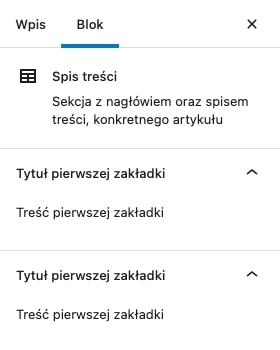 Wpis Blok
Spis treści
Sekcja z nagłówiem oraz spisem
treści, konkretnego artykułu
Tytuł pierwszej zakładki
Treść pierwszej zakładki
Tytuł pierwszej zakładki
Treść pierwszej zakładki